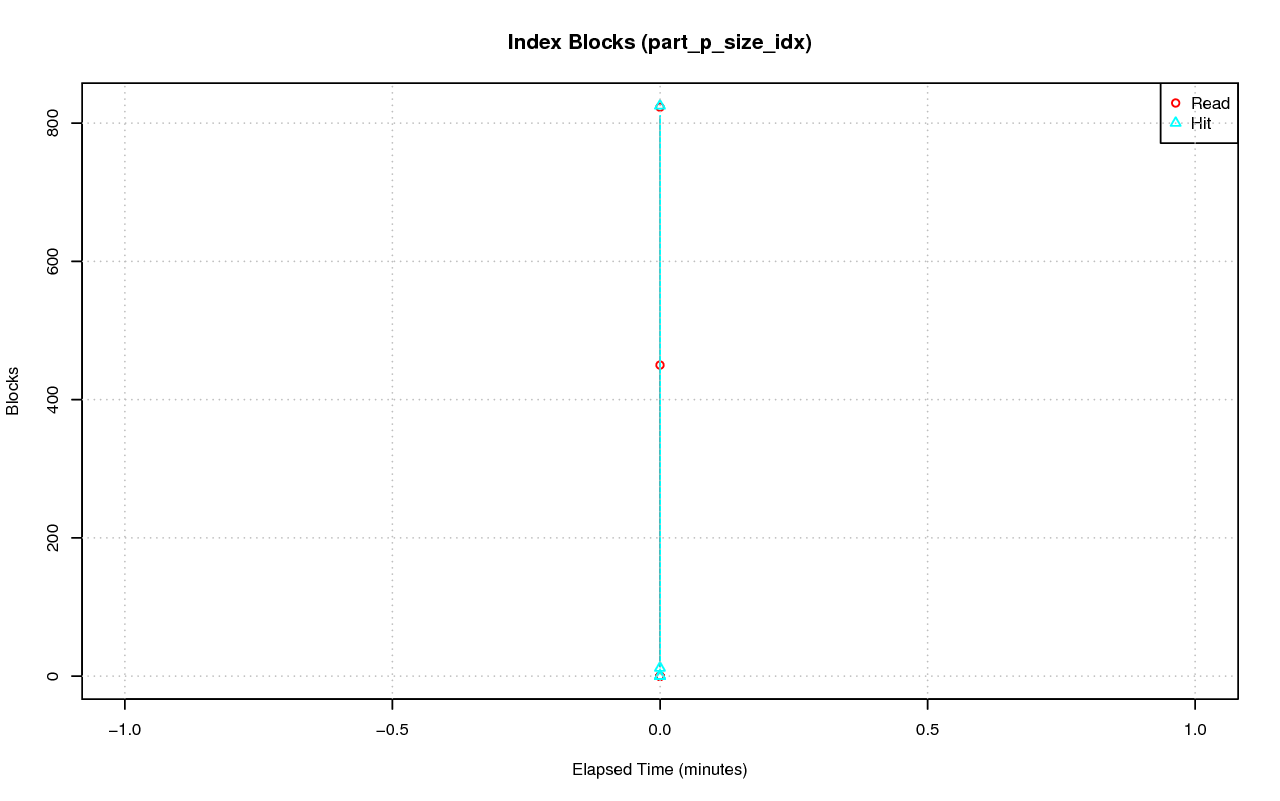 Index Blocks (part_p_size_idx)
Read
Hit
800
600
400
200
0
Blocks
−1.0
−0.5
0.0
0.5
1.0
Elapsed Time (minutes)